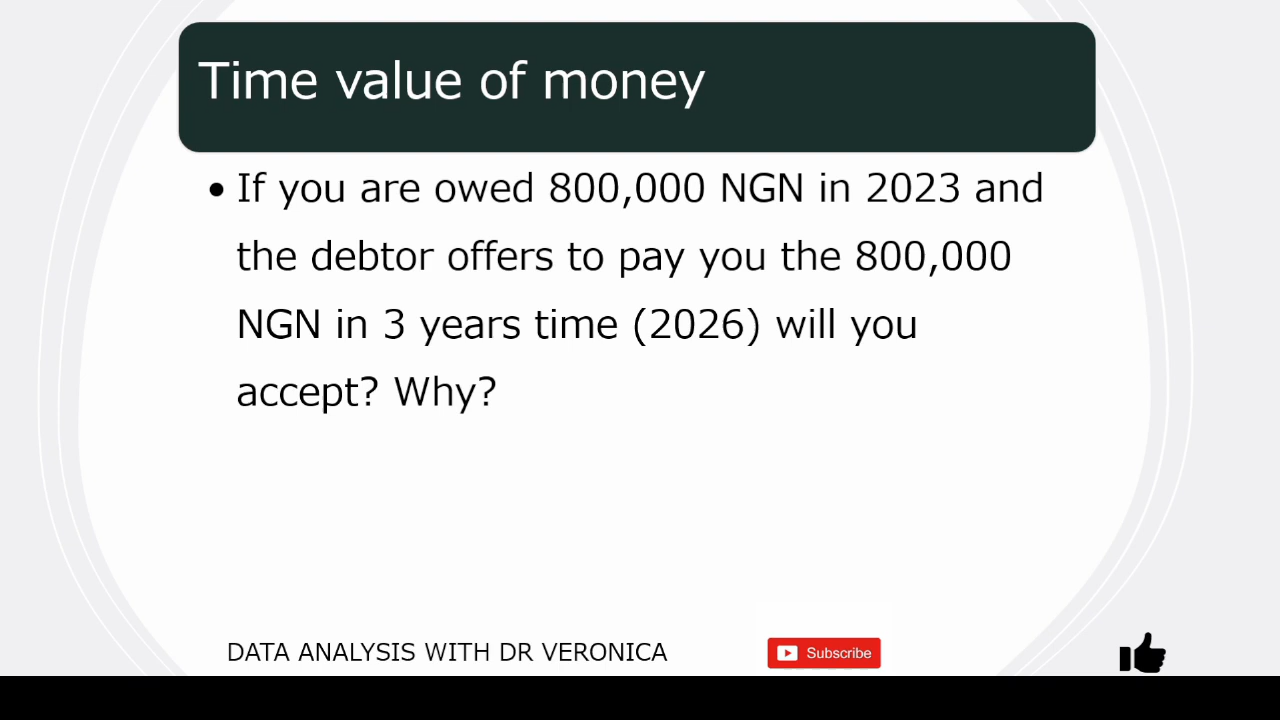 Time value of money
• If you are owed 800,000 NGN in 2023 and
the debtor offers to pay you the 800,000
NGN in 3 years time (2026) will you
accept? Why?
DATA ANALYSIS WITH DR VERONICA
Subscribe